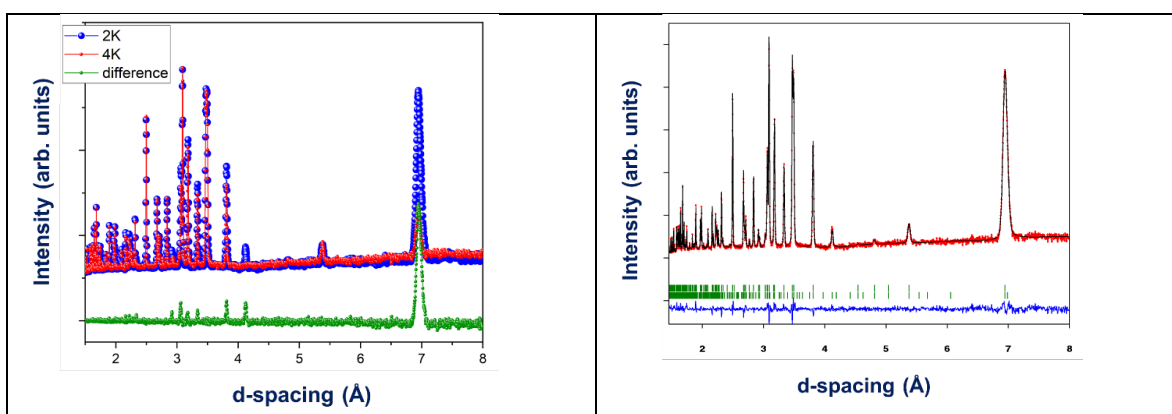 2K
4K
difference
Intensity (arb. units)
2 3 4 5 6 7 8
d-spacing (Å)
Intensity (arb. units)
2 3 4 5 6 7 8
d-spacing (Å)